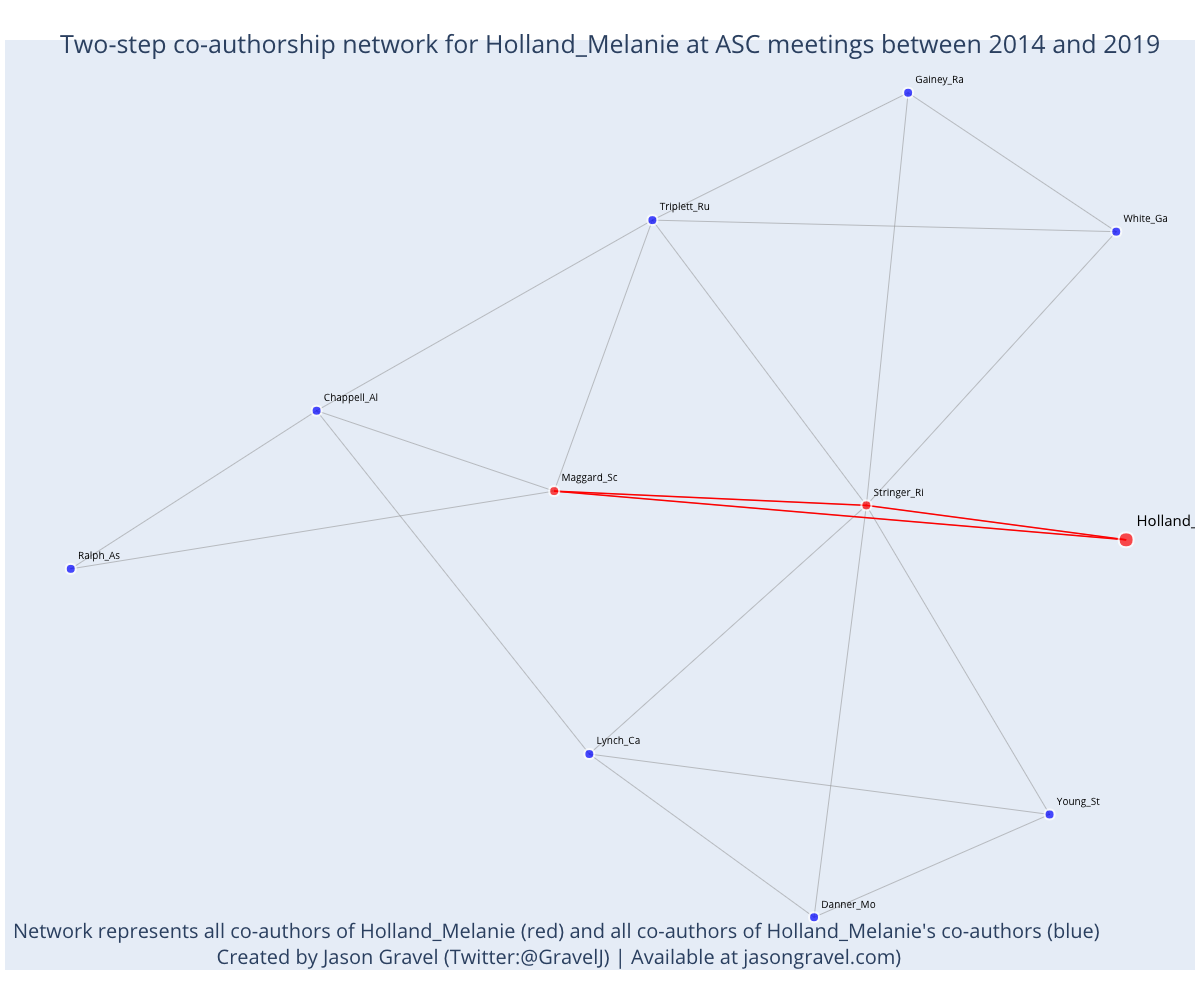 Two-step co-authorship network for Holland_Melanie at ASC meetings between 2014 and 2019
Gainey_Ra
Triplett_Ru
White_Ga
Chappell_Al
Maggard_Sc
Stringer_Ri
Holland_
Ralph_As
Lynch_Ca
Young_St
Danner_Mo
Network represents all co-authors of Holland_Melanie (red) and all co-authors of Holland_Melanie's co-authors (blue)
Created by Jason Gravel (Twitter:@GravelJ) | Available at jasongravel.com)